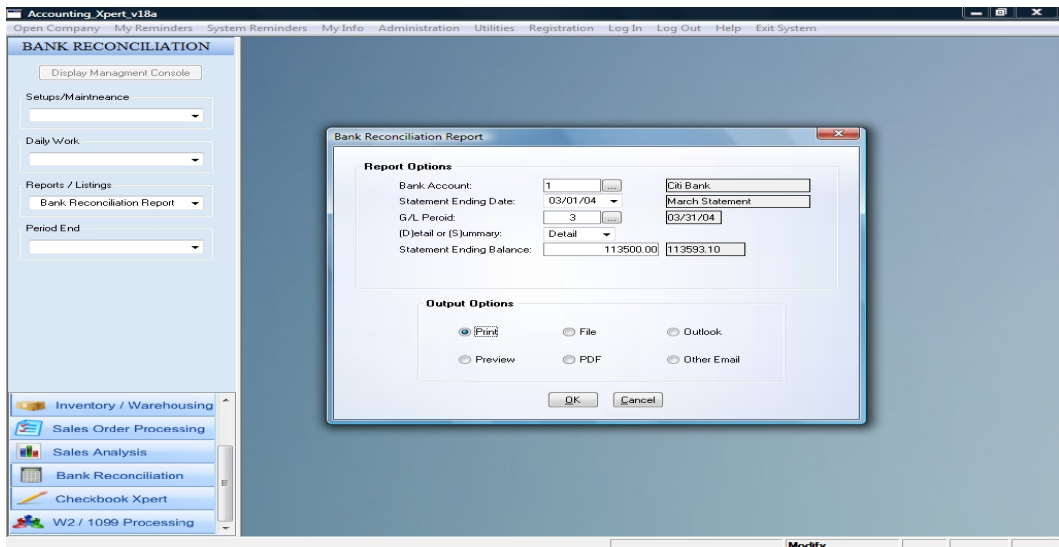 Accounting_Xpert_v18a
Open Company My Reminders System Reminders My Info Administration Utilities Registration Log In Log Out Help Exit System
BANK RECONCILIATION
Display Managment Console
Setups/Maintneance
Daily Work
Reports / Listings
Bank Reconciliation Report
Period End
Inventory / Warehousing
Sales Order Processing
Sales Analysis
Bank Reconciliation
Checkbook Xpert
W2 / 1099 Processing
Bank Reconciliation Report
Report Options
Bank Account: 1 ... Citi Bank
Statement Ending Date: 03/01/04 March Statement
G/L Peroid: 3 ... 03/31/04
(D)etail or (S)ummary: Detail
Statement Ending Balance: 113500.00 113593.10
Output Options
Print File Outlook
Preview PDF Other Email
OK Cancel
Modify